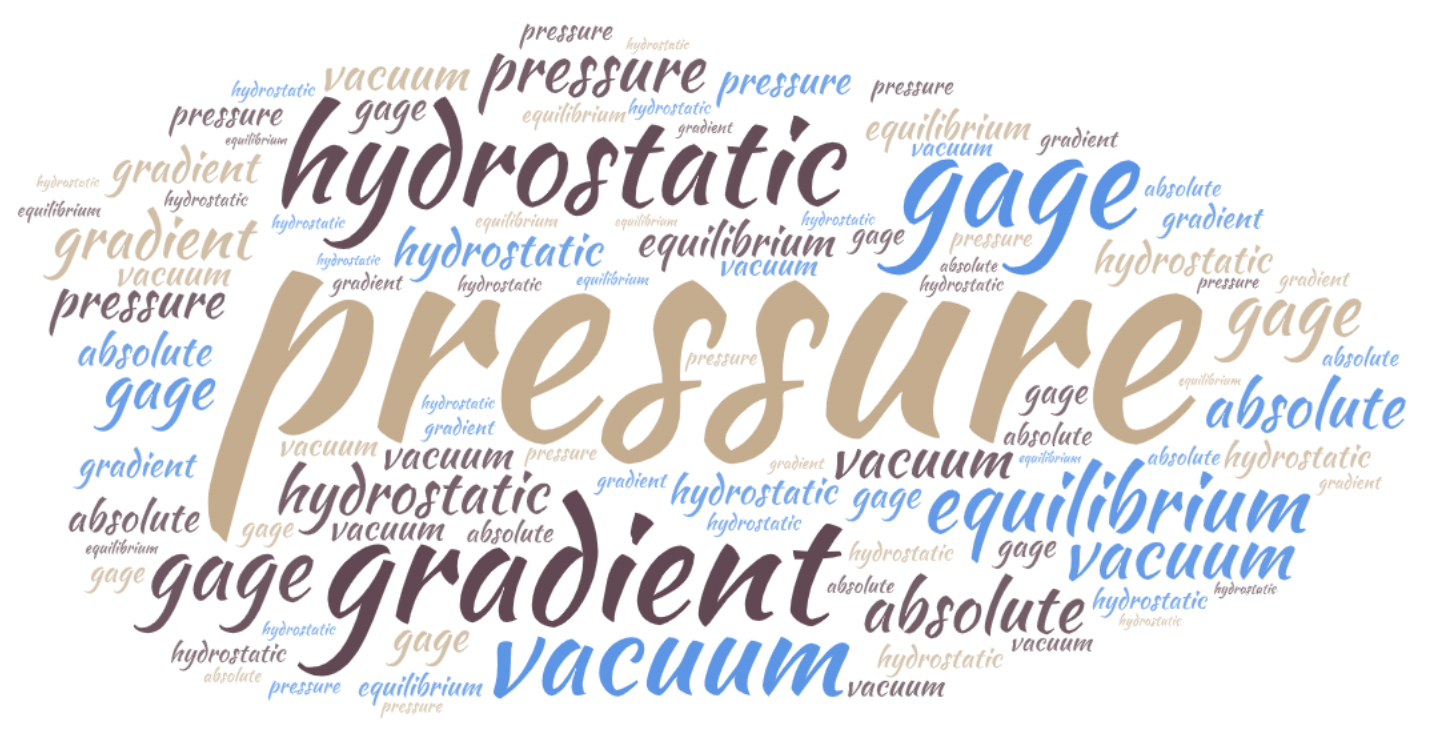 pressure
hydrostatic
pressure
vacuum
pressure
pressure
hydrostatic
gage
hydrostatic
equilibrium
pressure
hydrostatic
gradient
equilibrium
equilibrium
gradient
vacuum
gage
gradient
hydrostatic
absolute
hydrostatic
equilibrium
hydrostatic
gradient
hydrostatic
equilibrium
equilibrium
hydrostatic
gradient
equilibrium
gage
pressure
hydrostatic
hydrostatic
vacuum
absolute
hydrostatic
vacuum
gradient
hydrostatic
equilibrium
hydrostatic
pressure
gradient
pressure
pressure
gage
absolute
pressure
absolute
gage
equilibrium
gage
hydrostatic
absolute
gradient
absolute
vacuum
vacuum
pressure
gradient
vacuum
equilibrium
absolute
hydrostatic
gradient
hydrostatic
gradient
hydrostatic
gage
equilibrium
gradient
absolute
gage
vacuum
absolute
hydrostatic
equilibrium
gage
gage
hydrostatic
gage
vacuum
gradient
absolute
absolute
hydrostatic
hydrostatic
hydrostatic
hydrostatic
gage
vacuum
hydrostatic
vacuum
hydrostatic
absolute
pressure
equilibrium
vacuum
pressure